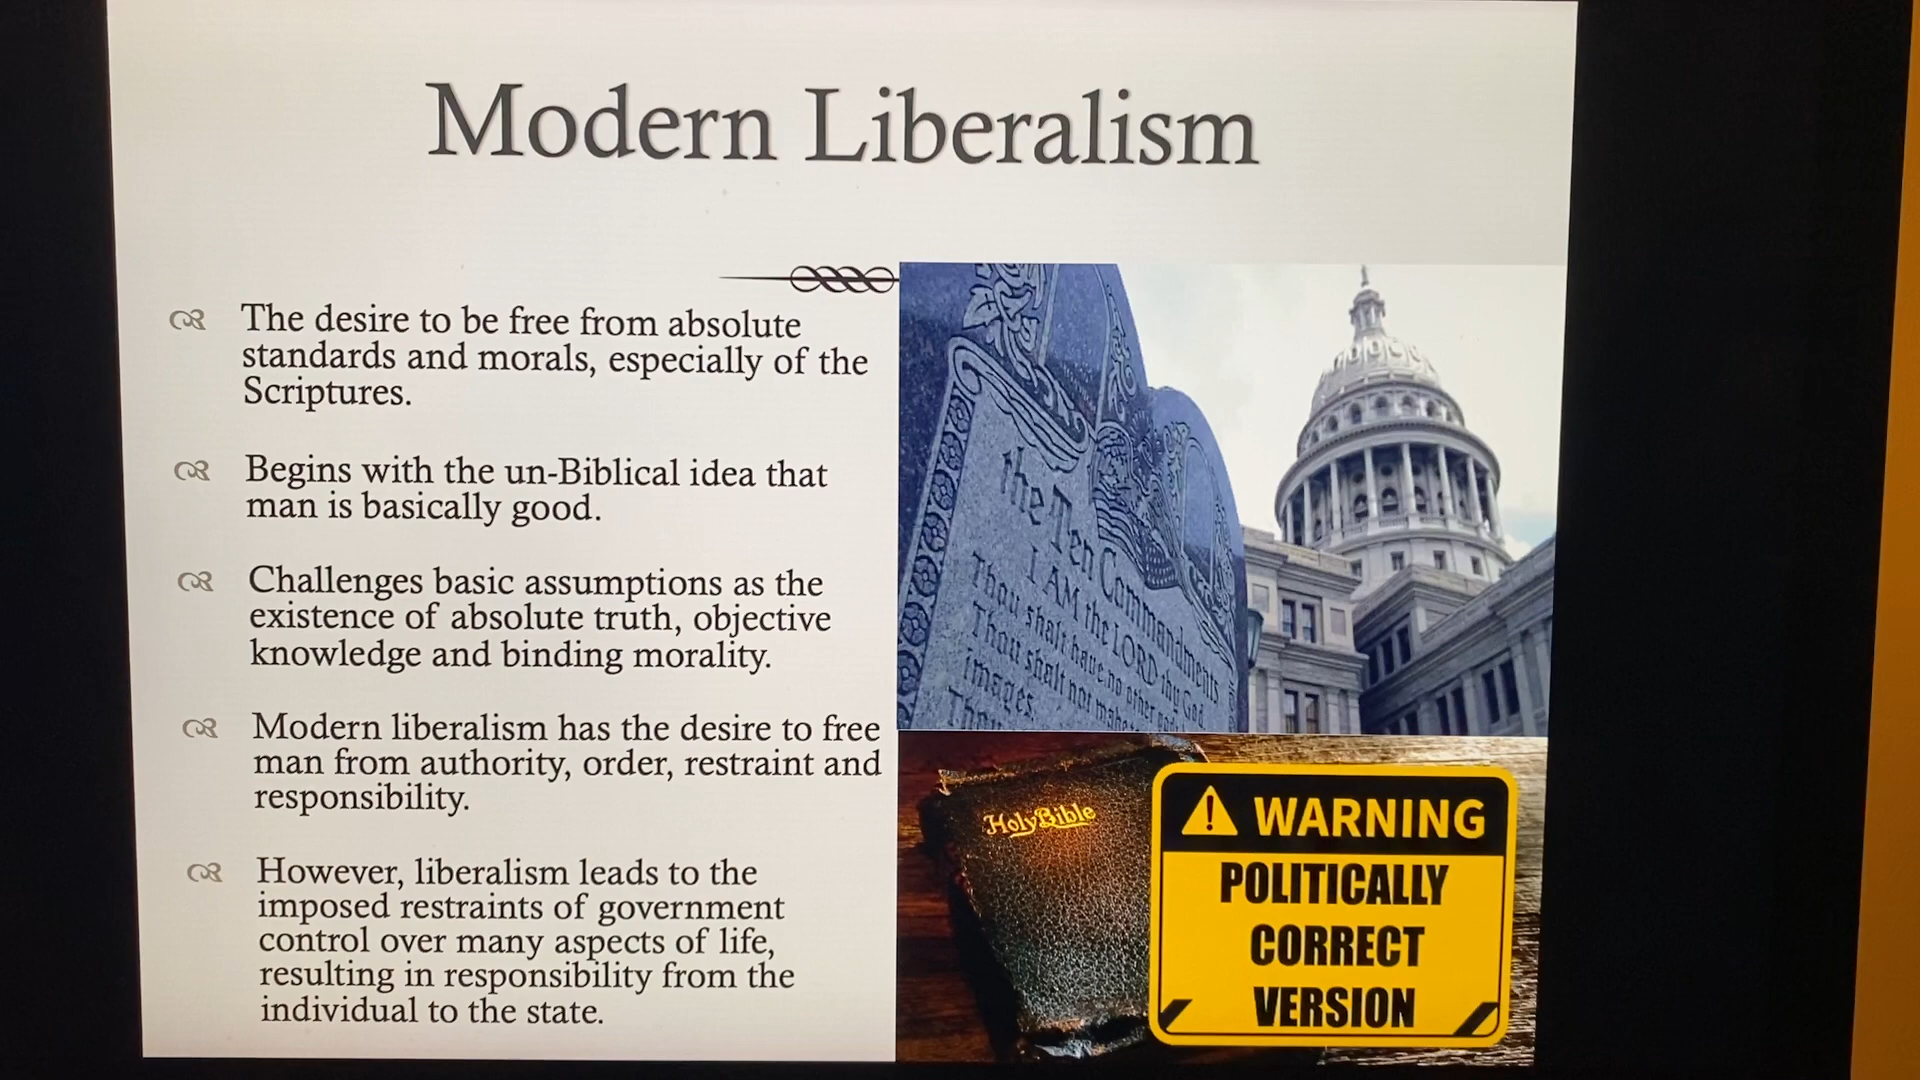 Modern Liberalism
The desire to be free from absolute
standards and morals, especially of the
Scriptures.
Begins with the un-Biblical idea that
man is basically good.
Challenges basic assumptions as the
existence of absolute truth, objective
knowledge and binding morality.
Modern liberalism has the desire to free
man from authority, order, restraint and
responsibility.
However, liberalism leads to the
imposed restraints of government
control over many aspects of life,
resulting in responsibility from the
individual to the state.
the Ten Commandments
I AM the LORD thy God
Thou shalt have no other gods
Thou shalt not make
images.
Holy Bible
WARNING
POLITICALLY
CORRECT
VERSION